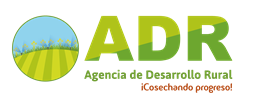 ADR
Agencia de Desarrollo Rural
¡Cosechando progreso!